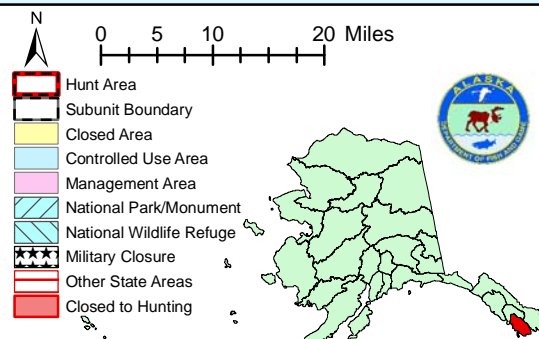 N
0 5 10 20 Miles
Hunt Area
Subunit Boundary
Closed Area
Controlled Use Area
Management Area
National Park/Monument
National Wildlife Refuge
Military Closure
Other State Areas
Closed to Hunting
ALASKA
DEPARTMENT OF FISH AND GAME